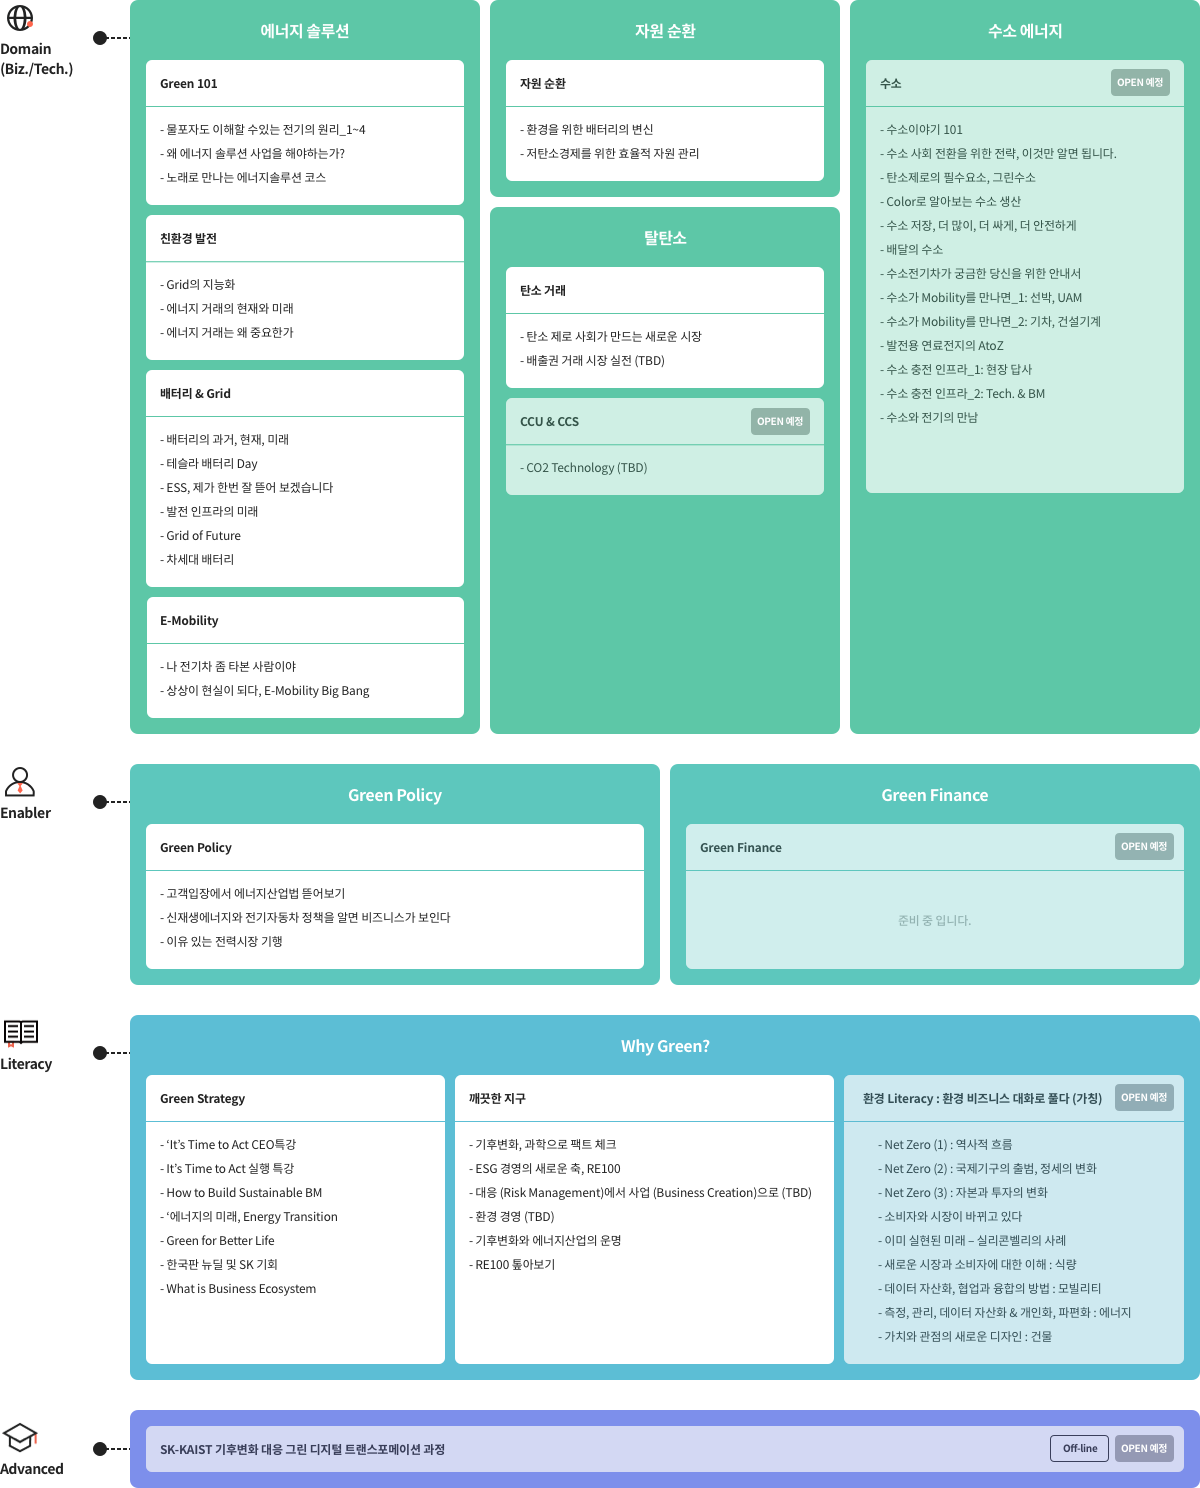 Domain
(Biz./Tech.)
에너지 솔루션
Green 101
- 물포자도 이해할 수있는 전기의 원리_1~4
- 왜 에너지 솔루션 사업을 해야하는가?
- 노래로 만나는 에너지솔루션 코스
친환경 발전
- Grid의 지능화
- 에너지 거래의 현재와 미래
- 에너지 거래는 왜 중요한가
배터리 & Grid
- 배터리의 과거, 현재, 미래
- 테슬라 배터리 Day
- ESS, 제가 한번 잘 뜯어 보겠습니다
- 발전 인프라의 미래
- Grid of Future
- 차세대 배터리
E-Mobility
- 나 전기차 좀 타본 사람이야
- 상상이 현실이 되다, E-Mobility Big Bang
자원 순환
자원 순환
- 환경을 위한 배터리의 변신
- 저탄소경제를 위한 효율적 자원 관리
탈탄소
탄소 거래
- 탄소 제로 사회가 만드는 새로운 시장
- 배출권 거래 시장 실전 (TBD)
CCU & CCS
OPEN 예정
- CO2 Technology (TBD)
수소 에너지
수소
OPEN 예정
- 수소이야기 101
- 수소 사회 전환을 위한 전략, 이것만 알면 됩니다.
- 탄소제로의 필수요소, 그린수소
- Color로 알아보는 수소 생산
- 수소 저장, 더 많이, 더 싸게, 더 안전하게
- 배달의 수소
- 수소전기차가 궁금한 당신을 위한 안내서
- 수소가 Mobility를 만나면_1: 선박, UAM
- 수소가 Mobility를 만나면_2: 기차, 건설기계
- 발전용 연료전지의 AtoZ
- 수소 충전 인프라_1: 현장 답사
- 수소 충전 인프라_2: Tech. & BM
- 수소와 전기의 만남
Enabler
Green Policy
Green Policy
- 고객입장에서 에너지산업법 뜯어보기
- 신재생에너지와 전기자동차 정책을 알면 비즈니스가 보인다
- 이유 있는 전력시장 기행
Green Finance
Green Finance
OPEN 예정
준비 중 입니다.
Literacy
Why Green?
Green Strategy
- ‘It’s Time to Act CEO특강
- It’s Time to Act 실행 특강
- How to Build Sustainable BM
- ‘에너지의 미래, Energy Transition
- Green for Better Life
- 한국판 뉴딜 및 SK 기회
- What is Business Ecosystem
깨끗한 지구
- 기후변화, 과학으로 팩트 체크
- ESG 경영의 새로운 축, RE100
- 대응 (Risk Management)에서 사업 (Business Creation)으로 (TBD)
- 환경 경영 (TBD)
- 기후변화와 에너지산업의 운명
- RE100 톺아보기
환경 Literacy : 환경 비즈니스 대화로 풀다 (가칭)
OPEN 예정
- Net Zero (1) : 역사적 흐름
- Net Zero (2) : 국제기구의 출범, 정세의 변화
- Net Zero (3) : 자본과 투자의 변화
- 소비자와 시장이 바뀌고 있다
- 이미 실현된 미래 – 실리콘벨리의 사례
- 새로운 시장과 소비자에 대한 이해 : 식량
- 데이터 자산화, 협업과 융합의 방법 : 모빌리티
- 측정, 관리, 데이터 자산화 & 개인화, 파편화 : 에너지
- 가치와 관점의 새로운 디자인 : 건물
Advanced
SK-KAIST 기후변화 대응 그린 디지털 트랜스포메이션 과정
Off-line
OPEN 예정